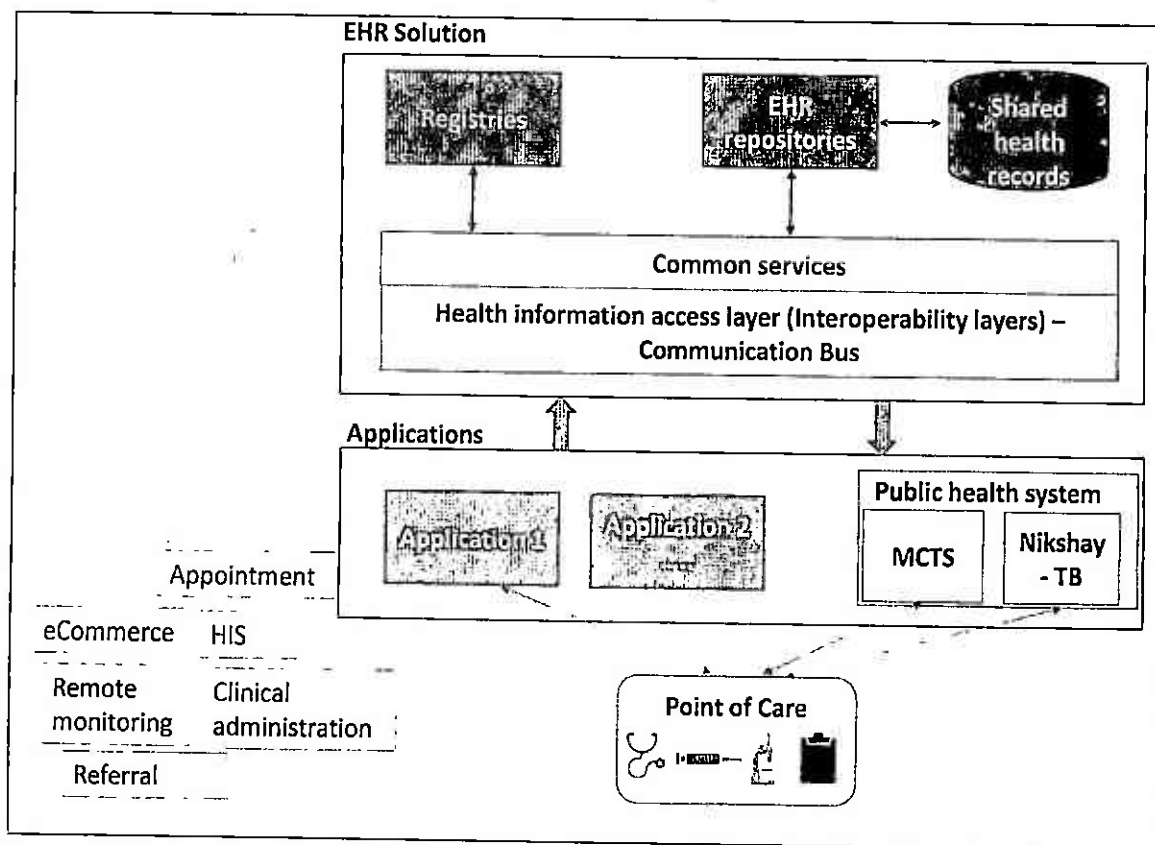 EHR Solution
Registries
EHR
repositories
Shared
health
records
Common services
Health information access layer (Interoperability layers) –
Communication Bus
Applications
Application 1
Application 2
.....
Public health system
MCTS
Nikshay
- TB
Appointment
eCommerce
HIS
Remote
monitoring
Clinical
administration
Referral
Point of Care